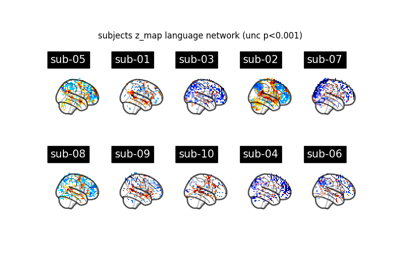 subjects z_map language network (unc p<0.001)
sub-05 sub-01 sub-03 sub-02 sub-07
sub-08 sub-09 sub-10 sub-04 sub-06